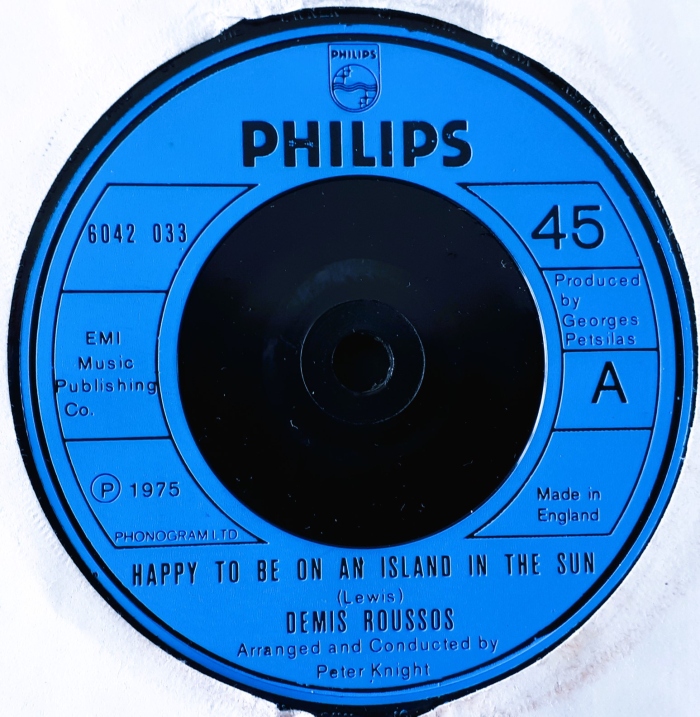 PHILIPS
PHILIPS
6042 033
45
Produced
by
Georges
Petsilas
EMI
Music
Publishing
Co.
A
Ⓟ 1975
PHONOGRAM LTD
Made in
England
HAPPY TO BE ON AN ISLAND IN THE SUN
(Lewis)
DEMIS ROUSSOS
Arranged and Conducted by
Peter Knight